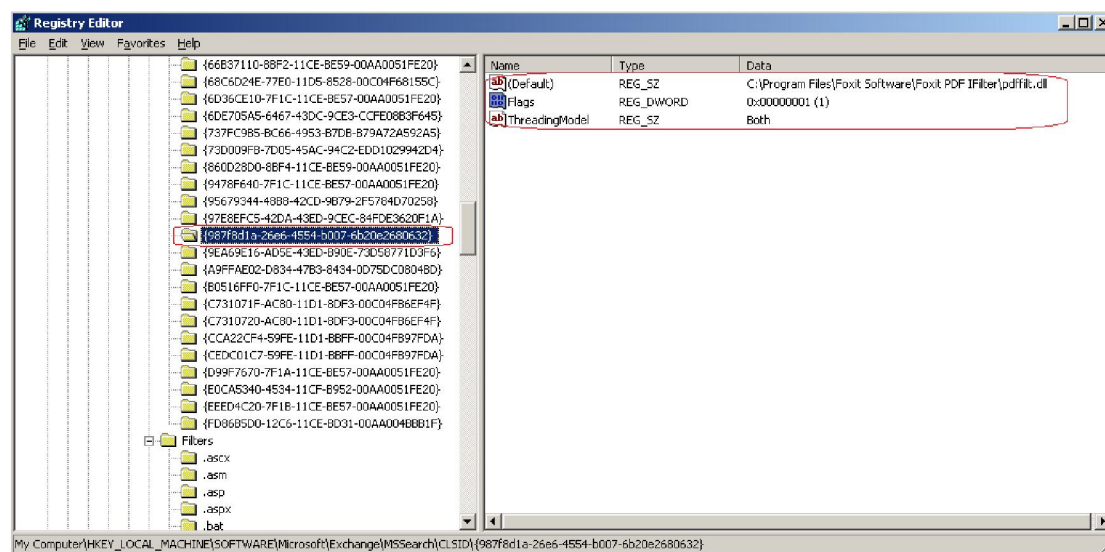 Registry Editor
File Edit View Favorites Help
{66B37110-8BF2-11CE-BE59-00AA0051FE20}
{68C6D24E-77E0-11D5-8528-00C04F68155C}
{6D36CE10-7F1C-11CE-BE57-00AA0051FE20}
{6DE705A5-6467-43DC-9CE3-CCFE08B3F645}
{737FC9B5-BC66-4953-B7DB-B79A72A592A5}
{73D009FB-7D05-45AC-94C2-EDD1029942D4}
{860D28D0-8BF4-11CE-BE59-00AA0051FE20}
{9478F640-7F1C-11CE-BE57-00AA0051FE20}
{95679344-48B8-42CD-9B79-2F5784D70258}
{97E8EFC5-42DA-43ED-9CEC-84FDE3620F1A}
{987f8d1a-26e6-4554-b007-6b20e2680632}
{9EA69E16-AD5E-43ED-B90E-73D58771D3F6}
{A9FFAE02-D834-47B3-8434-0D75DC0804BD}
{B0516FF0-7F1C-11CE-BE57-00AA0051FE20}
{C731071F-AC80-11D1-8DF3-00C04FB6EF4F}
{C7310720-AC80-11D1-8DF3-00C04FB6EF4F}
{CCA22CF4-59FE-11D1-BBFF-00C04FB97FDA}
{CEDC01C7-59FE-11D1-BBFF-00C04FB97FDA}
{D99F7670-7F1A-11CE-BE57-00AA0051FE20}
{E0CA5340-4534-11CF-B952-00AA0051FE20}
{EEED4C20-7F1B-11CE-BE57-00AA0051FE20}
{FD86B5D0-12C6-11CE-BD31-00AA004BBB1F}
Filters
.ascx
.asm
.asp
.aspx
.bat
Name Type Data
(Default) REG_SZ C:\Program Files\Foxit Software\Foxit PDF IFilter\pdffilt.dll
Flags REG_DWORD 0x00000001 (1)
ThreadingModel REG_SZ Both
My Computer\HKEY_LOCAL_MACHINE\SOFTWARE\Microsoft\Exchange\MSSearch\CLSID\{987f8d1a-26e6-4554-b007-6b20e2680632}